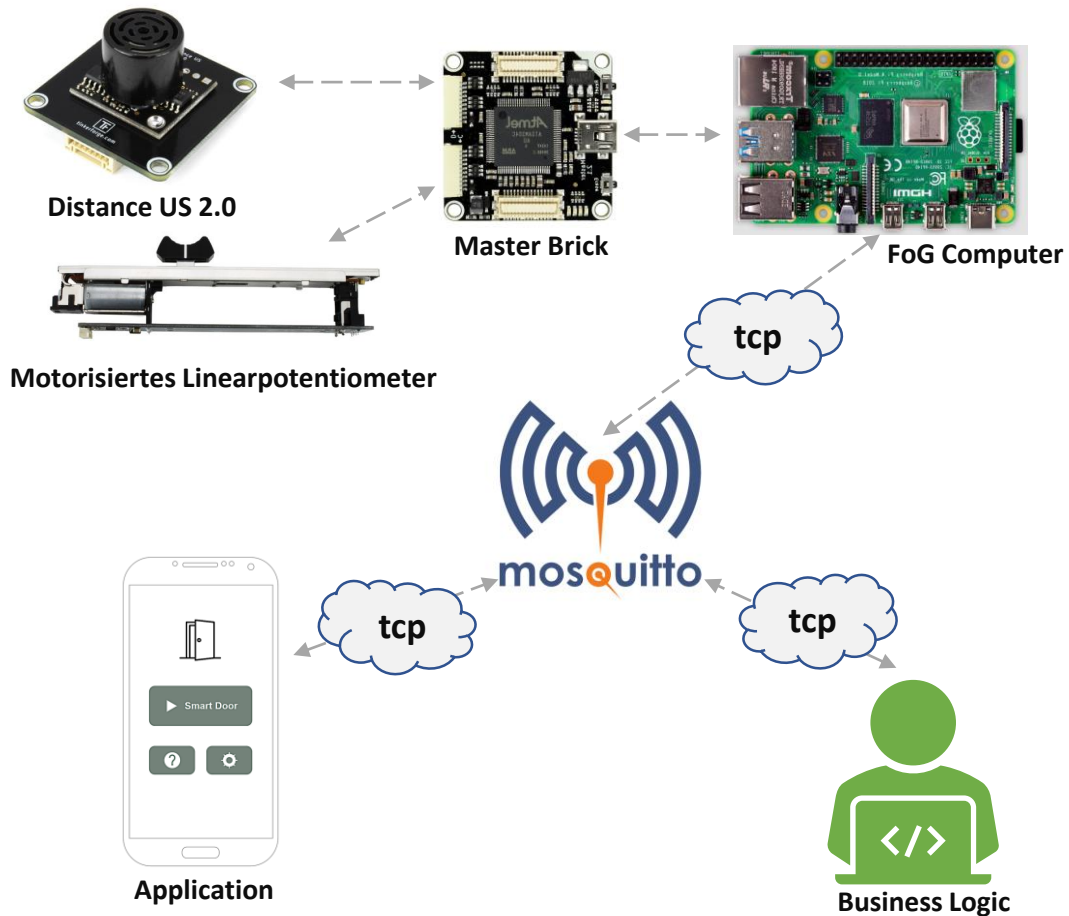 Distance US 2.0
Master Brick
FoG Computer
Motorisiertes Linearpotentiometer
Atmel
tcp
mosquitto
tcp
tcp
Smart Door
?
</>
Application
Business Logic